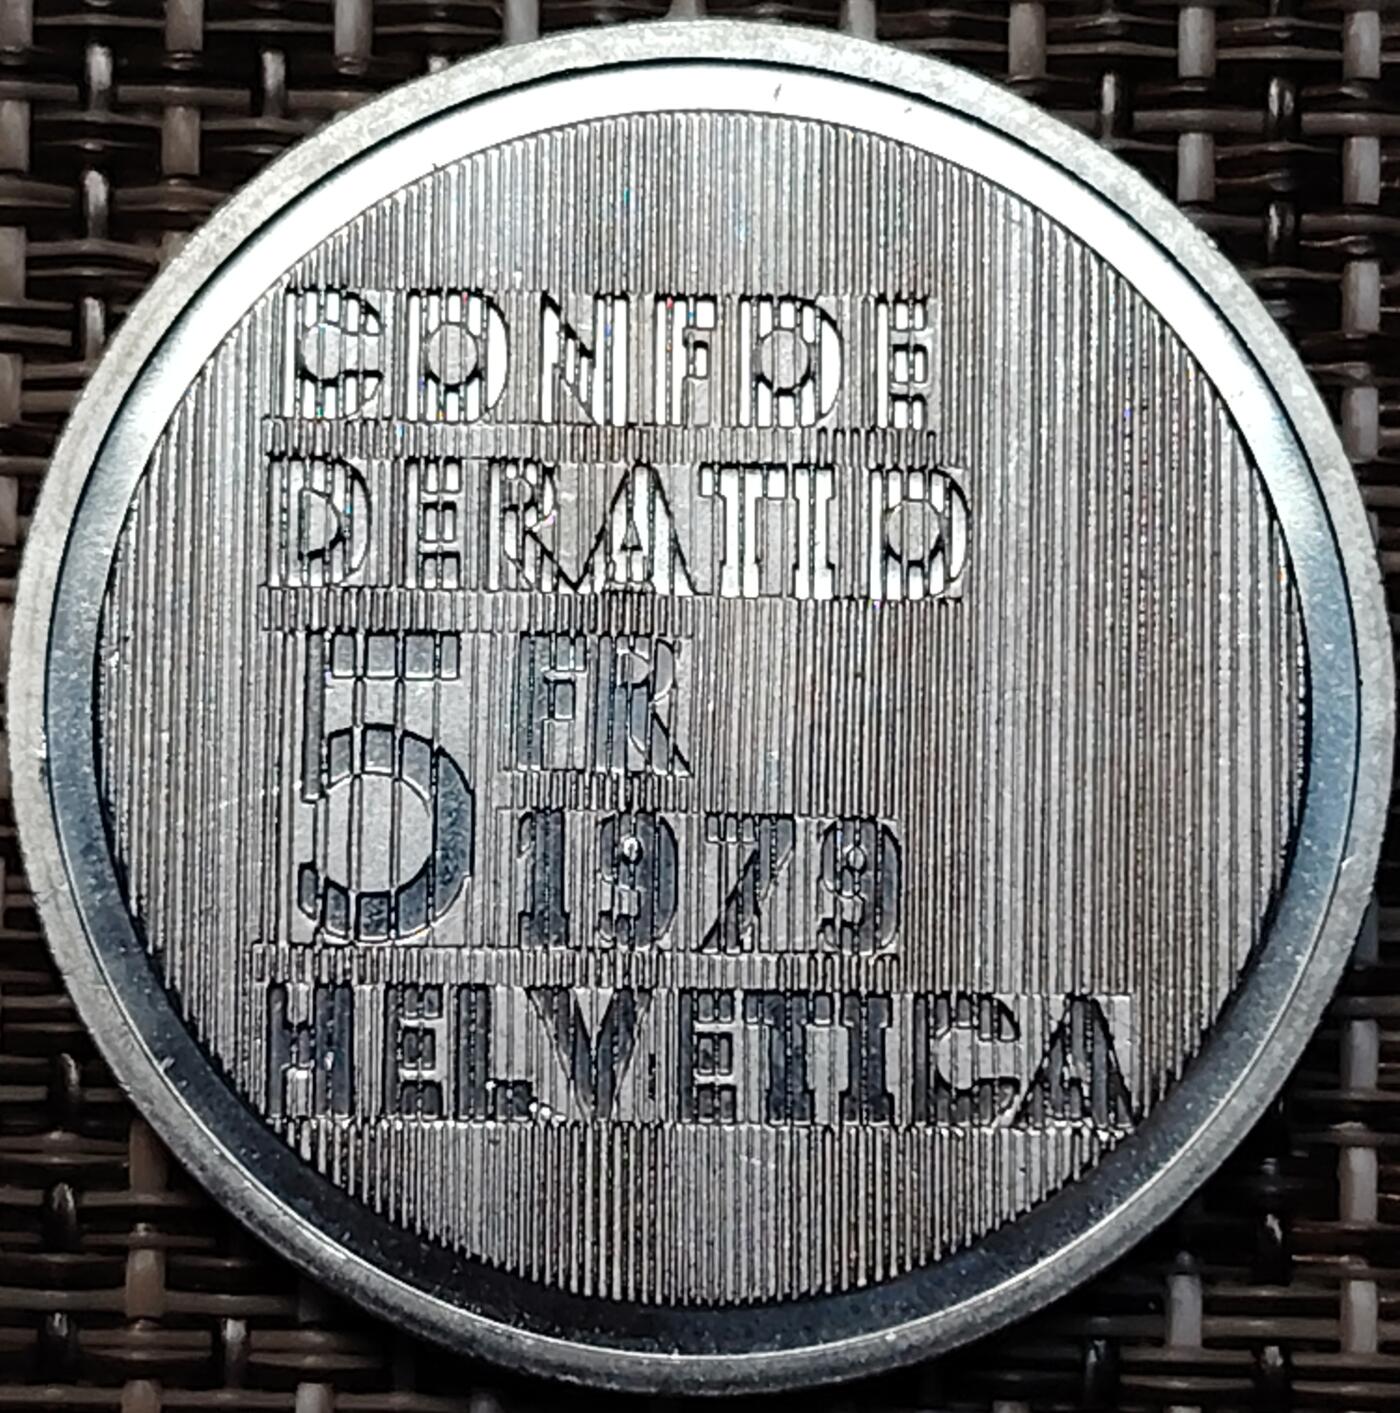 CONFOE
DERATIO
5 FR
1979
HELVETICA